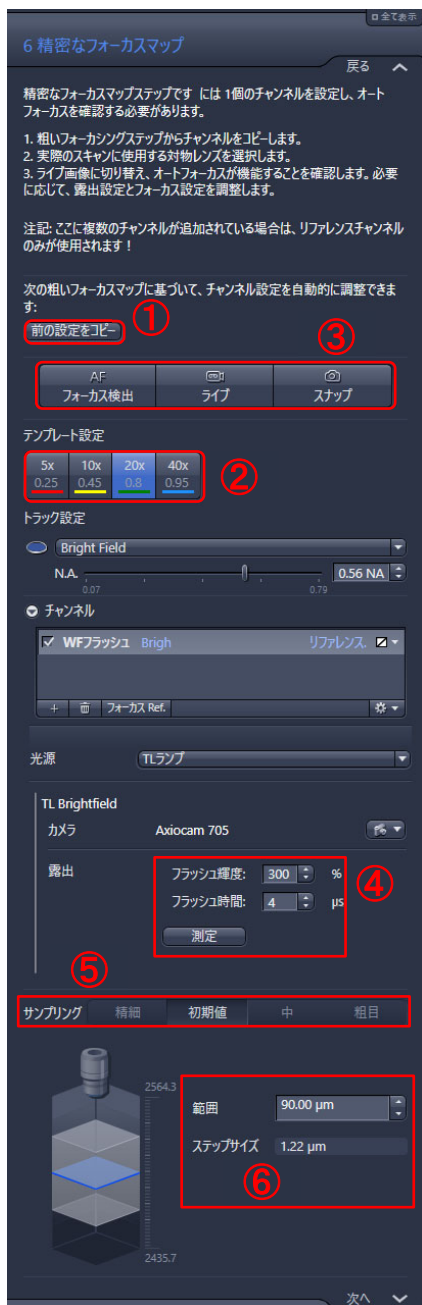 全て表示
6 精密なフォーカスマップ
戻る
精密なフォーカスマップステップです には 1個のチャンネルを設定し、オート
フォーカスを確認する必要があります。
1. 粗いフォーカシングステップからチャンネルをコピーします。
2. 実際のスキャンに使用する対物レンズを選択します。
3. ライブ画像に切り替え、オートフォーカスが機能することを確認します。必要
に応じて、露出設定とフォーカス設定を調整します。
注記: ここに複数のチャンネルが追加されている場合は、リファレンスチャンネル
のみが使用されます！
次の粗いフォーカスマップに基づいて、チャンネル設定を自動的に調整できま
す:
①
前の設定をコピー
③
AF
フォーカス検出 ライブ スナップ
テンプレート設定
5x 10x 20x 40x
0.25 0.45 0.8 0.95
②
トラック設定
Bright Field
N.A. 0.56 NA
0.07 0.79
チャンネル
WFフラッシュ Brigh リファレンス.
+ フォーカス Ref.
光源 TLランプ
TL Brightfield
カメラ Axiocam 705
露出 フラッシュ輝度: 300 %
フラッシュ時間: 4 µs
④
測定
⑤
サンプリング 精細 初期値 中 粗目
2564.3
範囲 90.00 µm
ステップサイズ 1.22 µm
⑥
2435.7
次へ